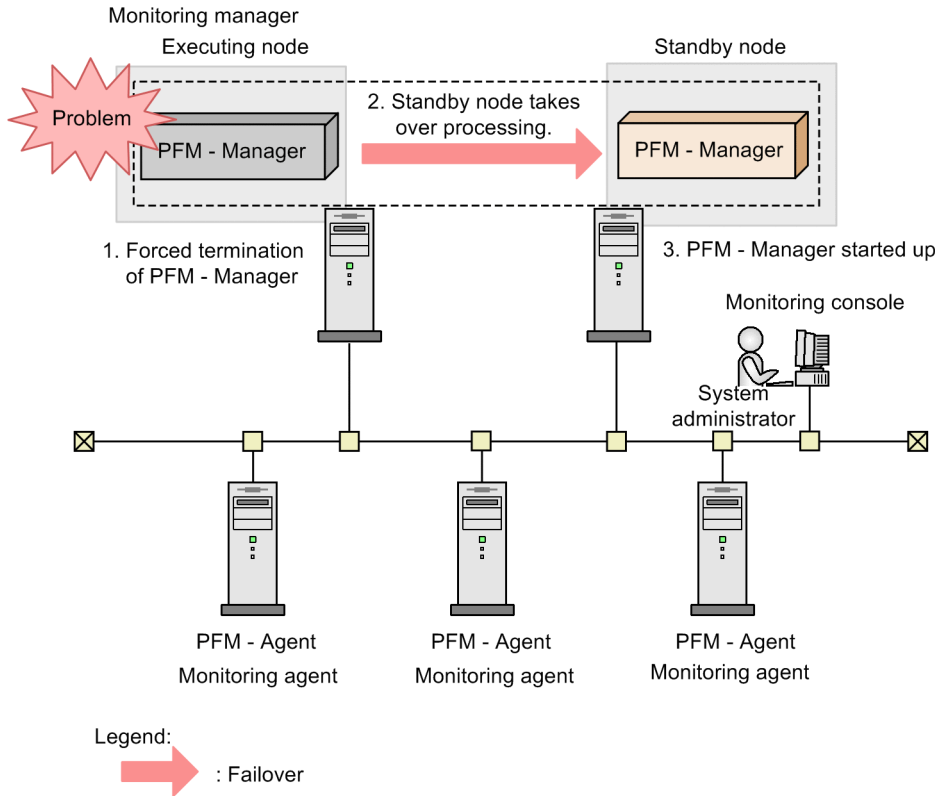 Monitoring manager
Executing node
Standby node
Problem
PFM - Manager
2. Standby node takes
over processing.
PFM - Manager
1. Forced termination
of PFM - Manager
3. PFM - Manager started up
Monitoring console
System
administrator
PFM - Agent
Monitoring agent
PFM - Agent
Monitoring agent
PFM - Agent
Monitoring agent
Legend:
: Failover